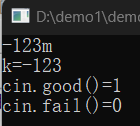 D:\demo1\demo
-123m
k=-123
cin.good()=1
cin.fail()=0